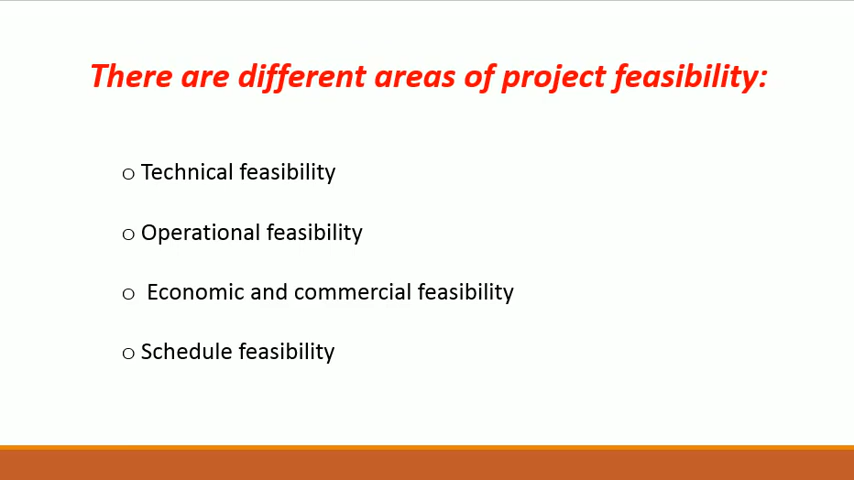 There are different areas of project feasibility:
o Technical feasibility
o Operational feasibility
o Economic and commercial feasibility
o Schedule feasibility